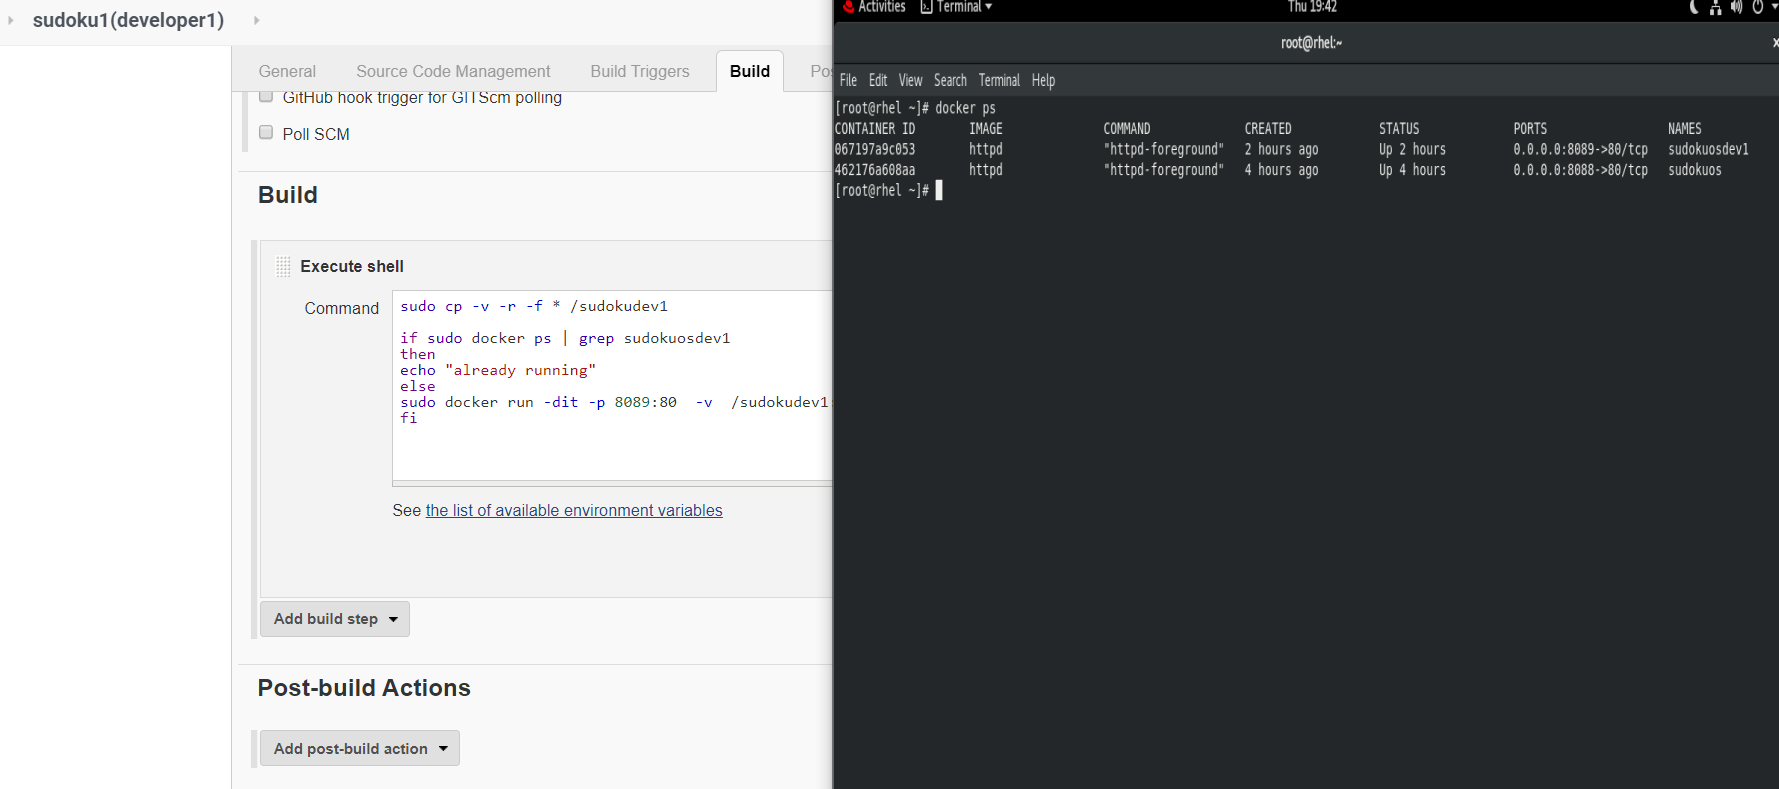 sudoku1(developer1)
General Source Code Management Build Triggers Build Pos
GitHub hook trigger for GITScm polling
Poll SCM
Build
Execute shell
Command
sudo cp -v -r -f * /sudokudev1
if sudo docker ps | grep sudokuosdev1
then
echo "already running"
else
sudo docker run -dit -p 8089:80 -v /sudokudev1:
fi
See the list of available environment variables
Add build step
Post-build Actions
Add post-build action
Activities Terminal Thu 19:42
root@rhel:~
File Edit View Search Terminal Help
[root@rhel ~]# docker ps
CONTAINER ID IMAGE COMMAND CREATED STATUS PORTS NAMES
067197a9c053 httpd "httpd-foreground" 2 hours ago Up 2 hours 0.0.0.0:8089->80/tcp sudokuosdev1
462176a608aa httpd "httpd-foreground" 4 hours ago Up 4 hours 0.0.0.0:8088->80/tcp sudokuos
[root@rhel ~]#